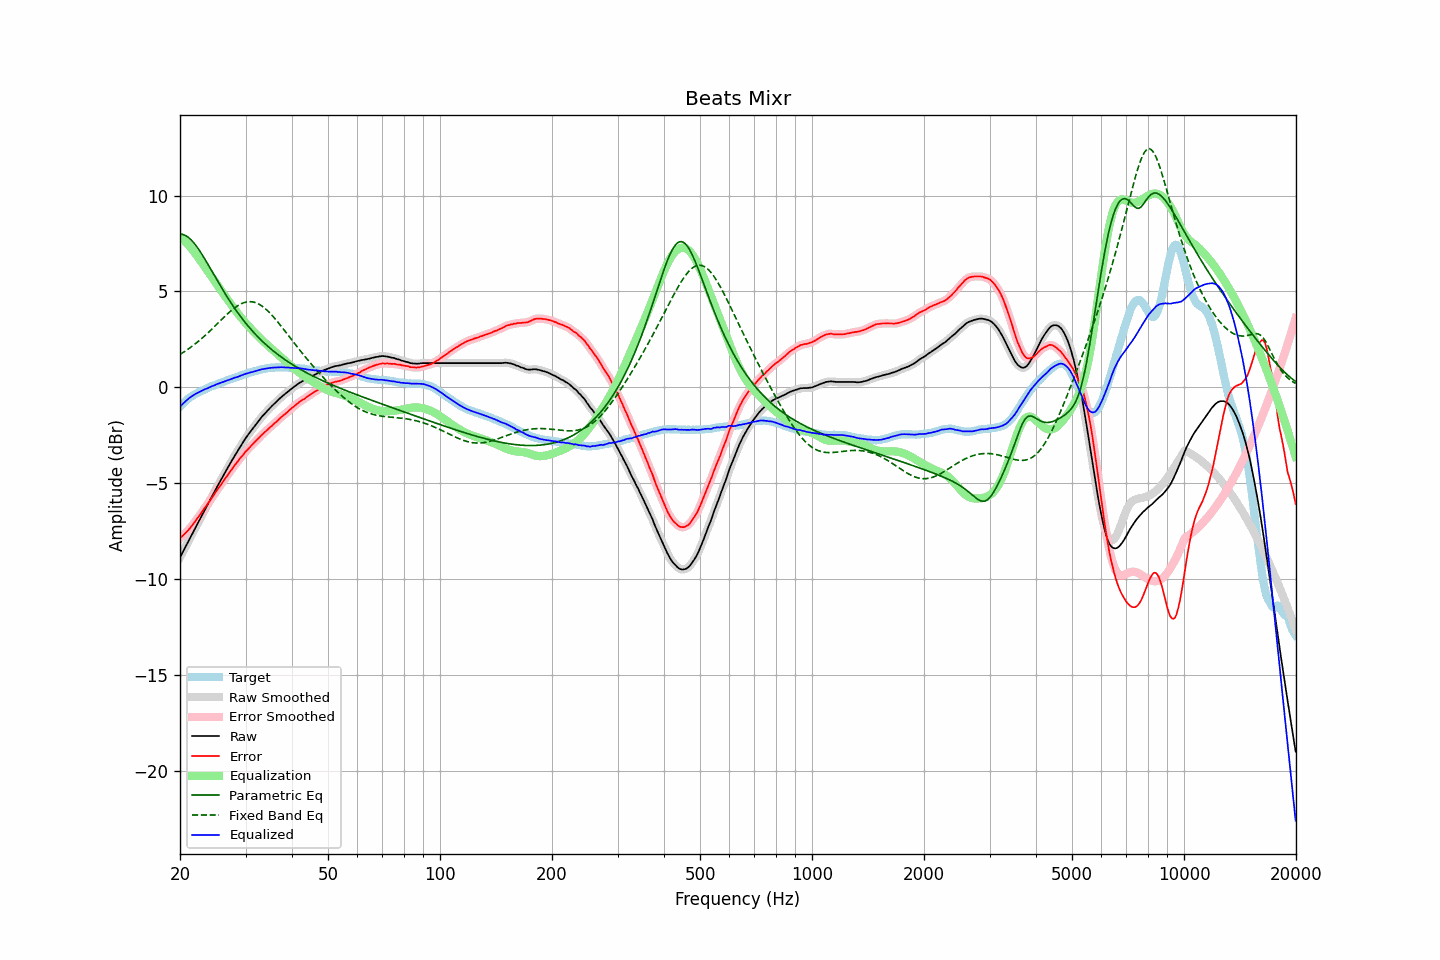 Beats Mixr
Amplitude (dBr)
10
5
0
−5
−10
−15
−20
Target
Raw Smoothed
Error Smoothed
Raw
Error
Equalization
Parametric Eq
Fixed Band Eq
Equalized
20 50 100 200 500 1000 2000 5000 10000 20000
Frequency (Hz)